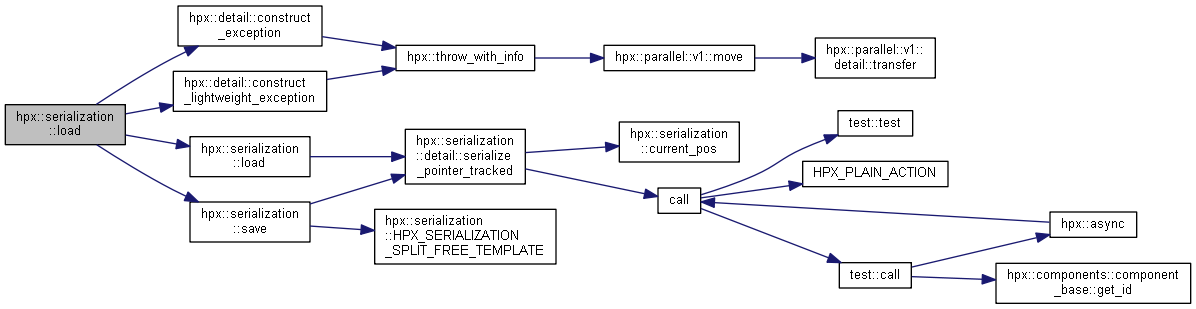 hpx::serialization
::load
hpx::detail::construct
_exception
hpx::detail::construct
_lightweight_exception
hpx::serialization
::load
hpx::serialization
::save
hpx::throw_with_info
hpx::serialization
::detail::serialize
_pointer_tracked
hpx::serialization
::HPX_SERIALIZATION
_SPLIT_FREE_TEMPLATE
hpx::parallel::v1::move
hpx::serialization
::current_pos
call
hpx::parallel::v1::
detail::transfer
test::test
HPX_PLAIN_ACTION
test::call
hpx::async
hpx::components::component
_base::get_id